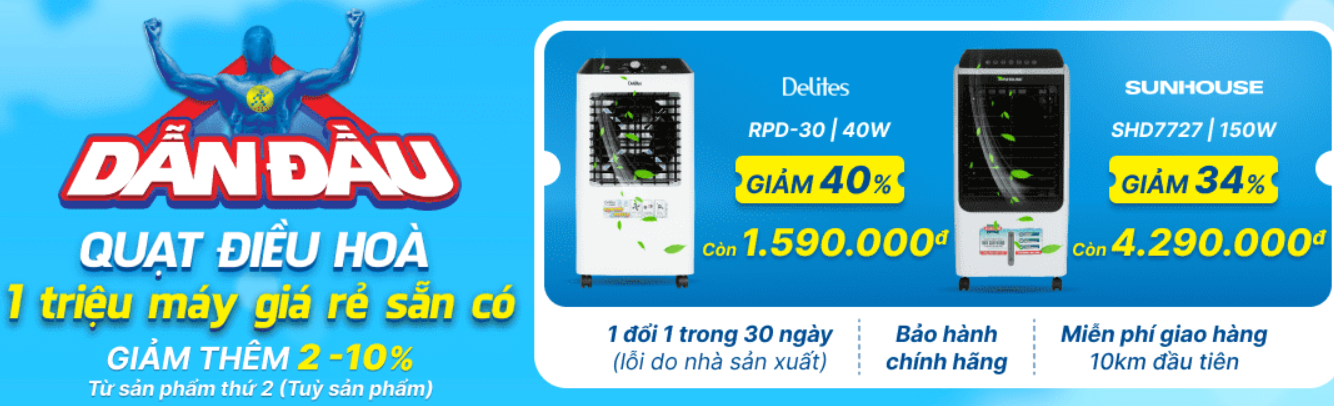 DẪN ĐẦU
QUẠT ĐIỀU HOÀ
1 triệu máy giá rẻ sẵn có
GIẢM THÊM 2 -10%
Từ sản phẩm thứ 2 (Tuỳ sản phẩm)
Delites
Delites
RPD-30 | 40W
GIẢM 40%
Còn 1.590.000đ
SUNHOUSE
SHD7727 | 150W
GIẢM 34%
Còn 4.290.000đ
1 đổi 1 trong 30 ngày
(lỗi do nhà sản xuất)
Bảo hành
chính hãng
Miễn phí giao hàng
10km đầu tiên